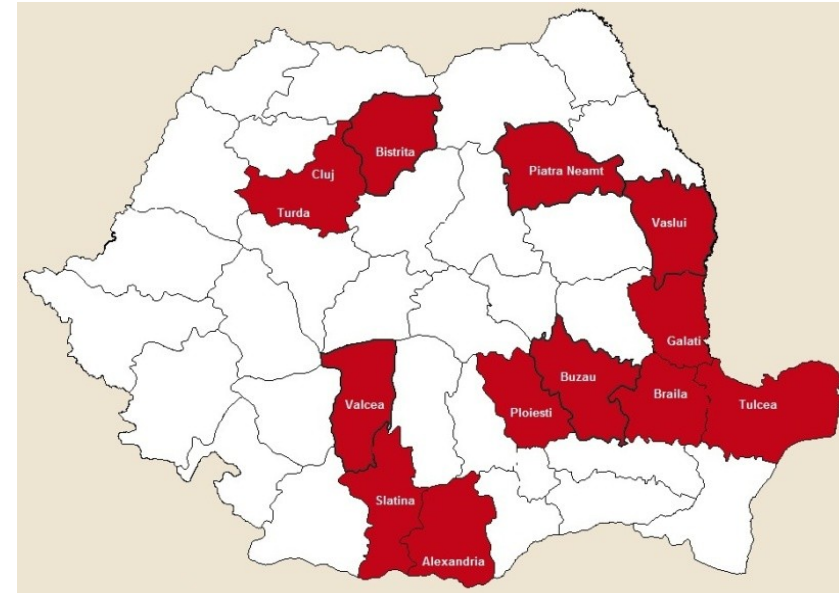 Bistrita
Cluj
Piatra Neamt
Turda
Vaslui
Galati
Buzau
Braila
Tulcea
Valcea
Ploiesti
Slatina
Alexandria